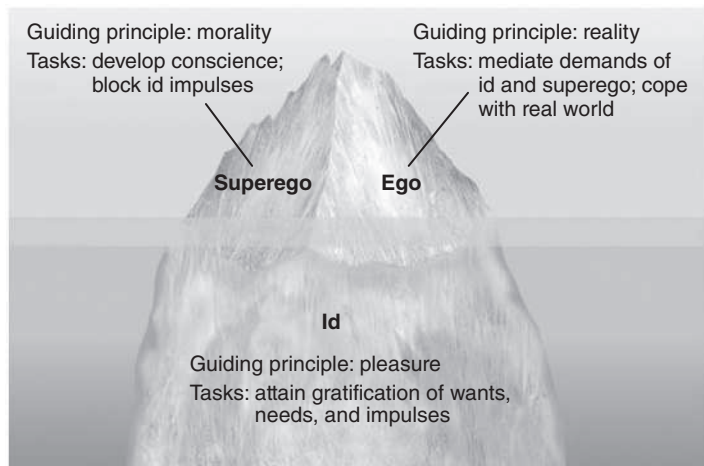 Guiding principle: morality
Tasks: develop conscience;
block id impulses
Guiding principle: reality
Tasks: mediate demands of
id and superego; cope
with real world
Superego
Ego
Id
Guiding principle: pleasure
Tasks: attain gratification of wants,
needs, and impulses